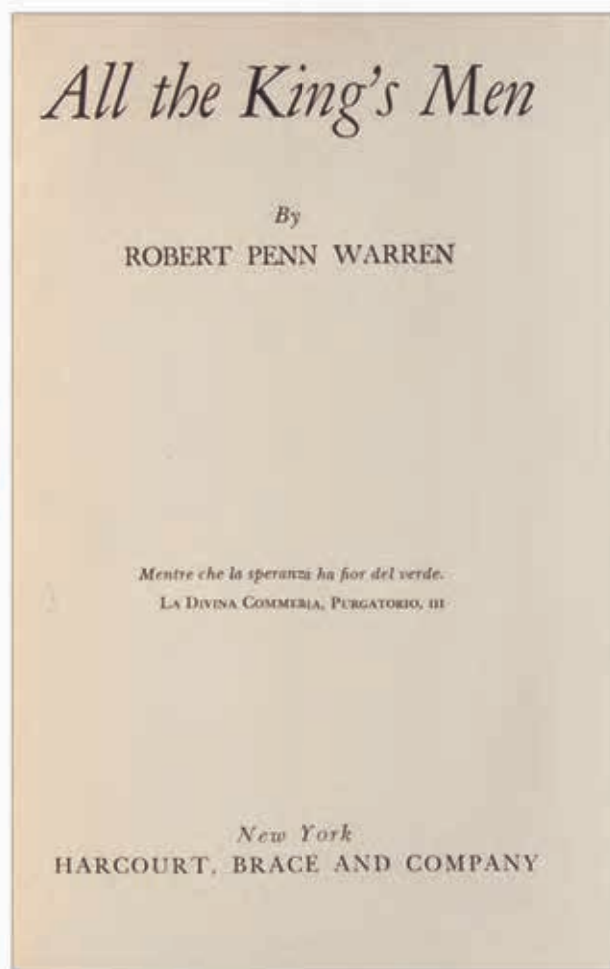 All the King's Men
By
ROBERT PENN WARREN
Mentre che la speranza ha fior del verde.
LA DIVINA COMMEBIA, PURGATORIO, III
New York
HARCOURT, BRACE AND COMPANY